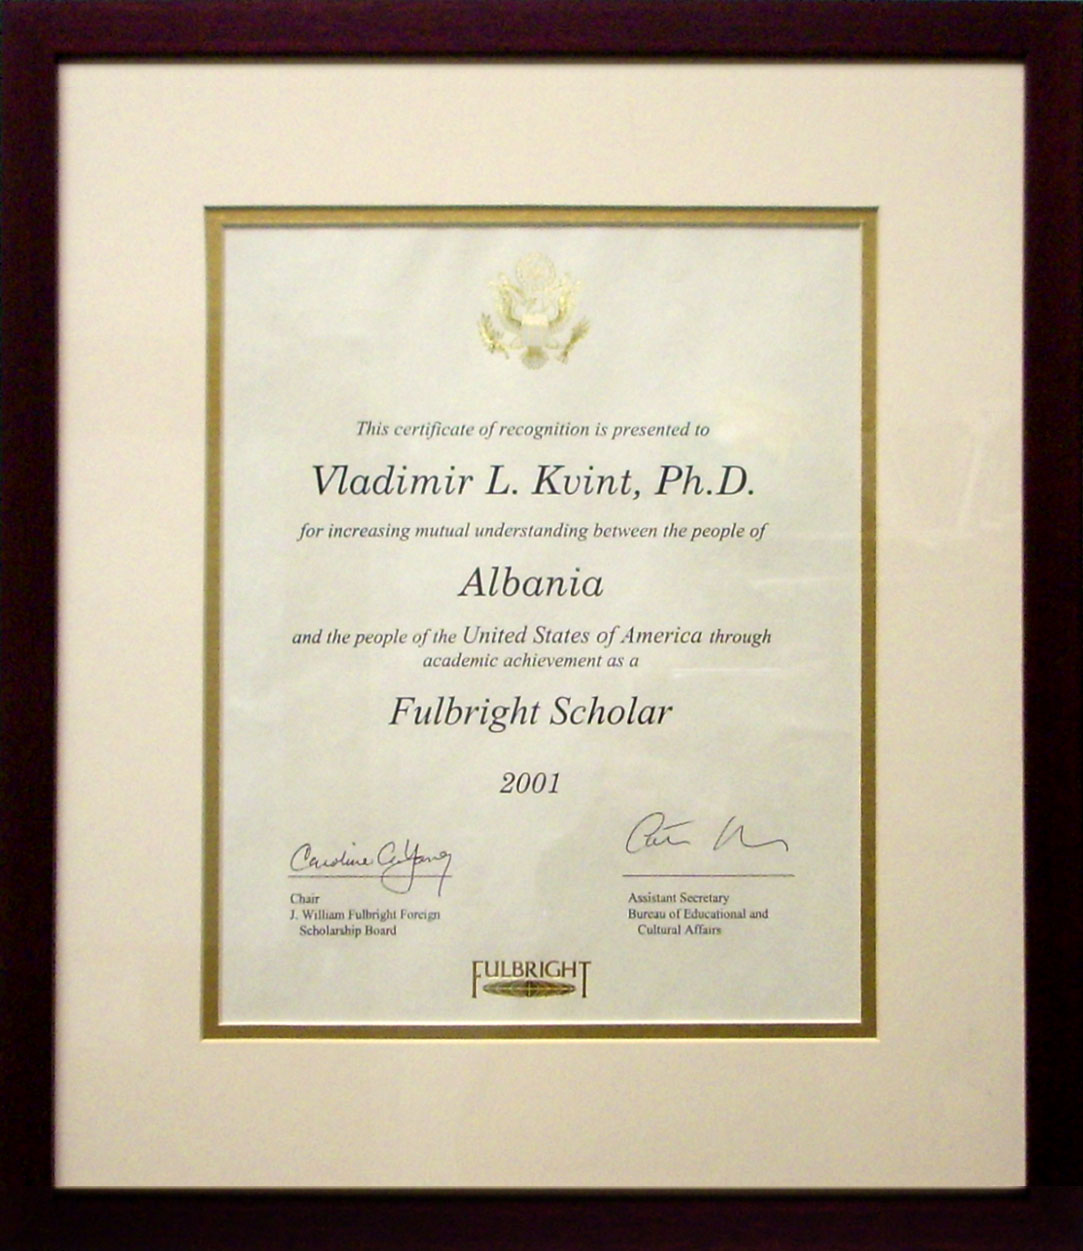 This certificate of recognition is presented to
Vladimir L. Kvint, Ph.D.
for increasing mutual understanding between the people of
Albania
and the people of the United States of America through
academic achievement as a
Fulbright Scholar
2001
Caroline A. Yang
Chair
J. William Fulbright Foreign
Scholarship Board
Assistant Secretary
Bureau of Educational and
Cultural Affairs
FULBRIGHT